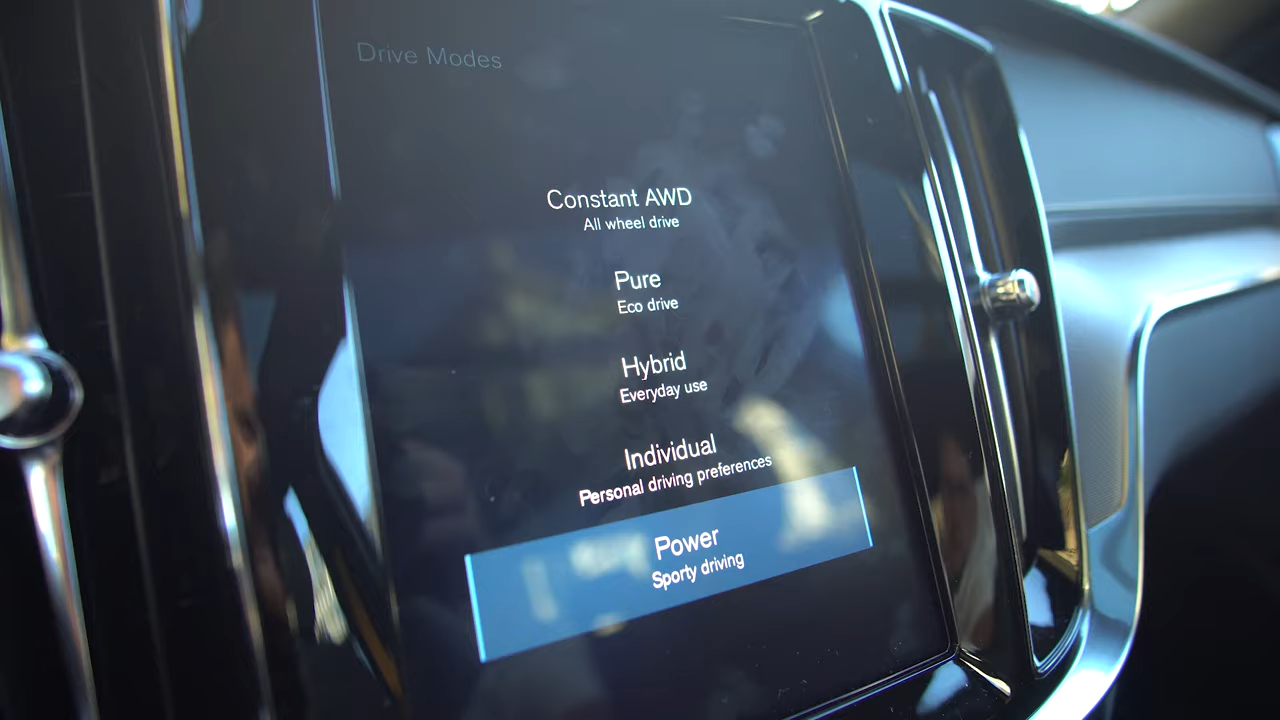 Drive Modes
Constant AWD
All wheel drive
Pure
Eco drive
Hybrid
Everyday use
Individual
Personal driving preferences
Power
Sporty driving